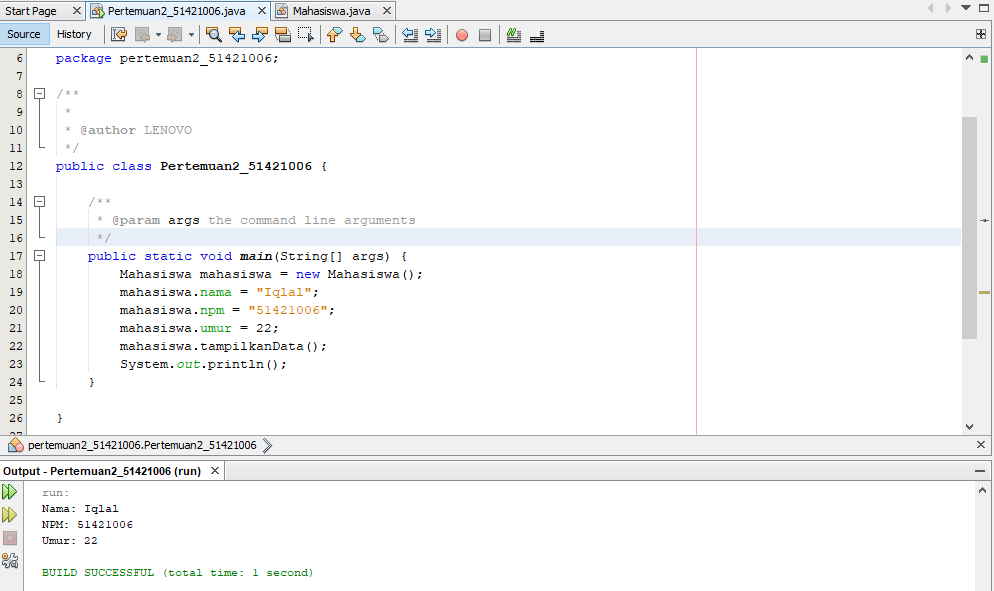 Start Page Pertemuan2_51421006.java Mahasiswa.java
Source History
6 package pertemuan2_51421006;
7
8 /**
9 *
10 * @author LENOVO
11 */
12 public class Pertemuan2_51421006 {
13
14 /**
15 * @param args the command line arguments
16 */
17 public static void main(String[] args) {
18 Mahasiswa mahasiswa = new Mahasiswa();
19 mahasiswa.nama = "Iqlal";
20 mahasiswa.npm = "51421006";
21 mahasiswa.umur = 22;
22 mahasiswa.tampilkanData();
23 System.out.println();
24 }
25
26 }
pertemuan2_51421006.Pertemuan2_51421006
Output - Pertemuan2_51421006 (run)
run:
Nama: Iqlal
NPM: 51421006
Umur: 22
BUILD SUCCESSFUL (total time: 1 second)